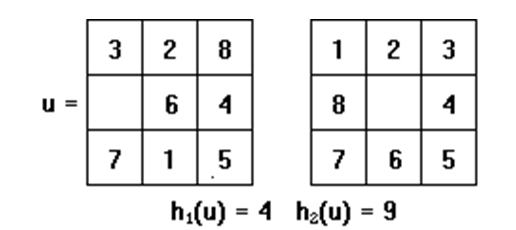 3 2 8 1 2 3
u = 6 4 8 4
7 1 5 7 6 5
h₁(u) = 4 h₂(u) = 9